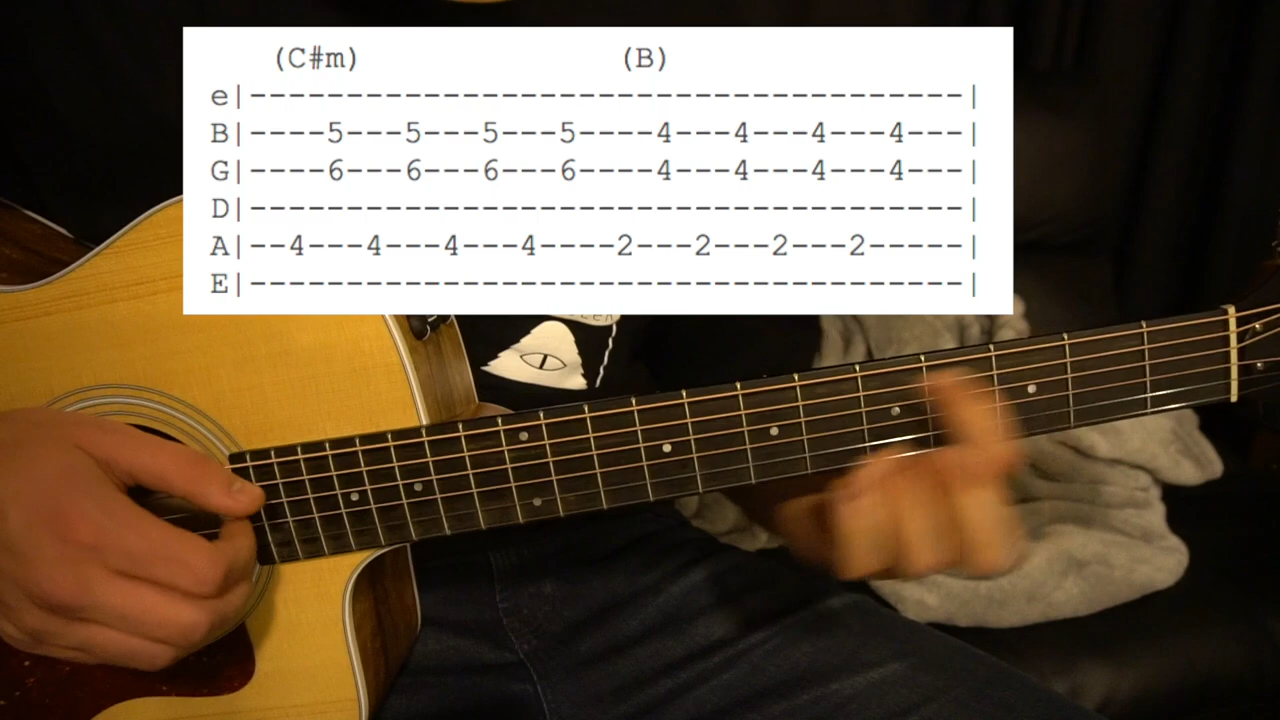 (C#m) (B)
e|-------------------------------------|
B|----5---5---5---5----4---4---4---4---|
G|----6---6---6---6----4---4---4---4---|
D|-------------------------------------|
A|--4---4---4---4----2---2---2---2-----|
E|-------------------------------------|